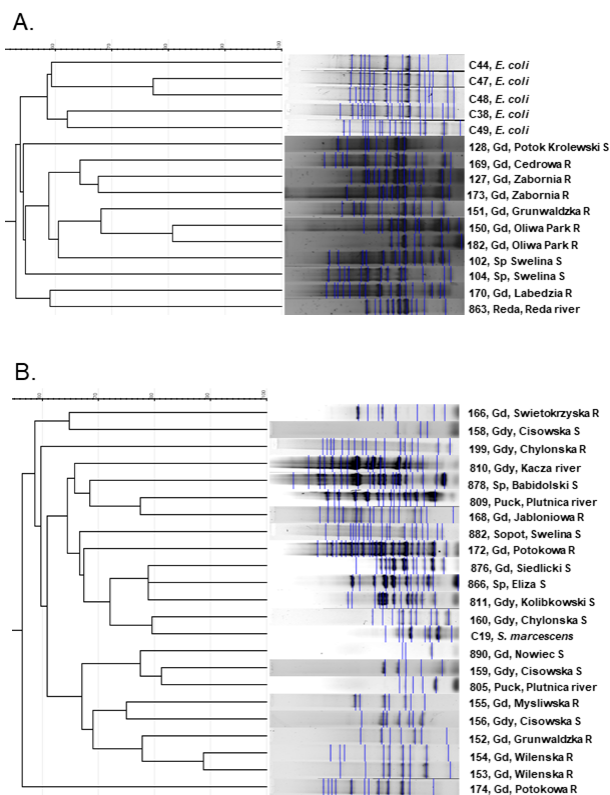 A.
C44, E. coli
C47, E. coli
C48, E. coli
C38, E. coli
C49, E. coli
128, Gd, Potok Krolewski S
169, Gd, Cedrowa R
127, Gd, Zabornia R
173, Gd, Zabornia R
151, Gd, Grunwaldzka R
150, Gd, Oliwa Park R
182, Gd, Oliwa Park R
102, Sp Swelina S
104, Sp, Swelina S
170, Gd, Labedzia R
863, Reda, Reda river
B.
166, Gd, Swietokrzyska R
158, Gdy, Cisowska S
199, Gdy, Chylonska R
810, Gdy, Kacza river
878, Sp, Babidolski S
809, Puck, Plutnica river
168, Gd, Jabloniowa R
882, Sopot, Swelina S
172, Gd, Potokowa R
876, Gd, Siedlicki S
866, Sp, Eliza S
811, Gdy, Kolibkowski S
160, Gdy, Chylonska S
C19, S. marcescens
890, Gd, Nowiec S
159, Gdy, Cisowska S
805, Puck, Plutnica river
155, Gd, Mysliwska R
156, Gdy, Cisowska S
152, Gd, Grunwaldzka R
154, Gd, Wilenska R
153, Gd, Wilenska R
174, Gd, Potokowa R